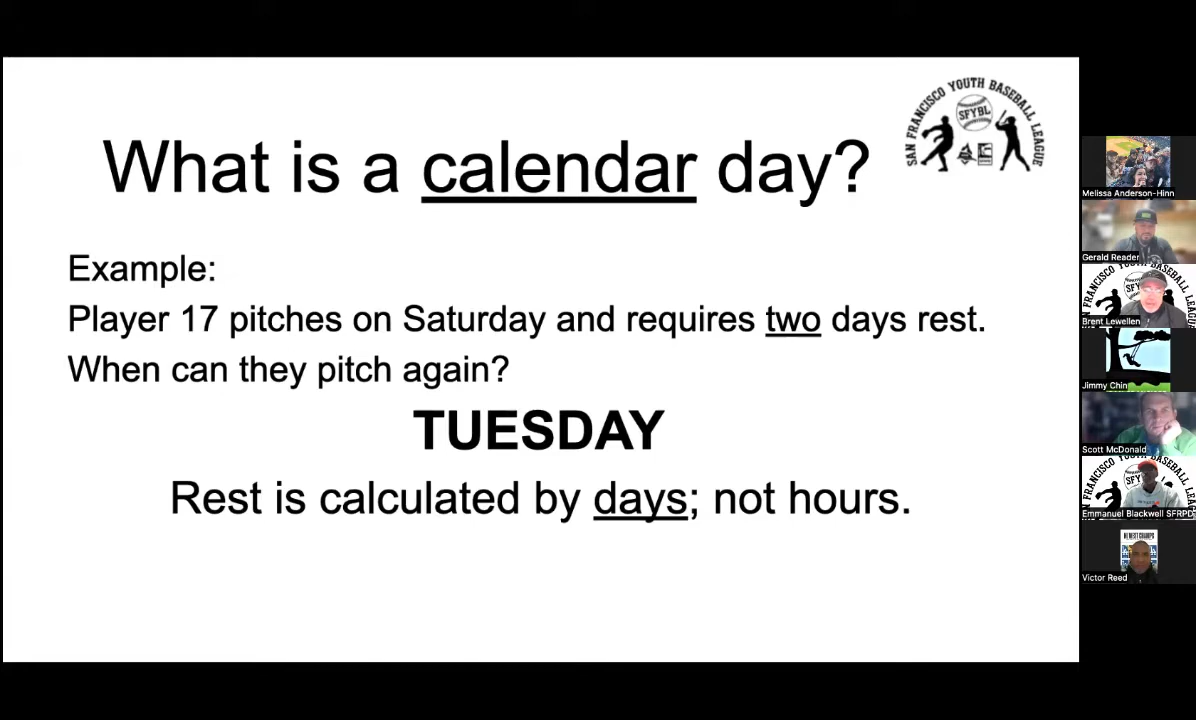 SAN FRANCISCO YOUTH BASEBALL LEAGUE
SFYBL
What is a calendar day?
Example:
Player 17 pitches on Saturday and requires two days rest.
When can they pitch again?
TUESDAY
Rest is calculated by days; not hours.
Melissa Anderson-Hinn
Gerald Reader
Brent Lewellen
Jimmy Chin
Scott McDonald
Emmanuel Blackwell SFRPD
Victor Reed